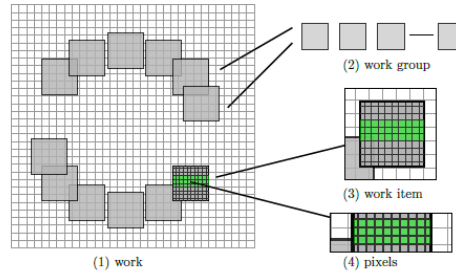 (2) work group
(3) work item
(1) work
(4) pixels